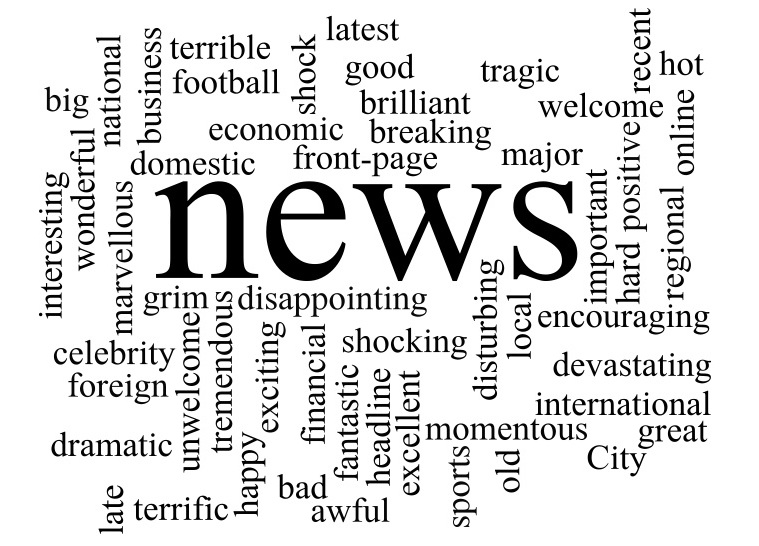 latest
recent
national
business
terrible
shock
good
tragic
hot
football
big
brilliant
welcome
online
economic
breaking
wonderful
domestic
front-page
major
positive
interesting
marvellous
news
important
hard
regional
grim
disappointing
disturbing
local
encouraging
unwelcome
tremendous
exciting
financial
shocking
celebrity
devastating
foreign
fantastic
headline
excellent
international
momentous
great
dramatic
happy
City
sports
old
bad
late
terrific
awful